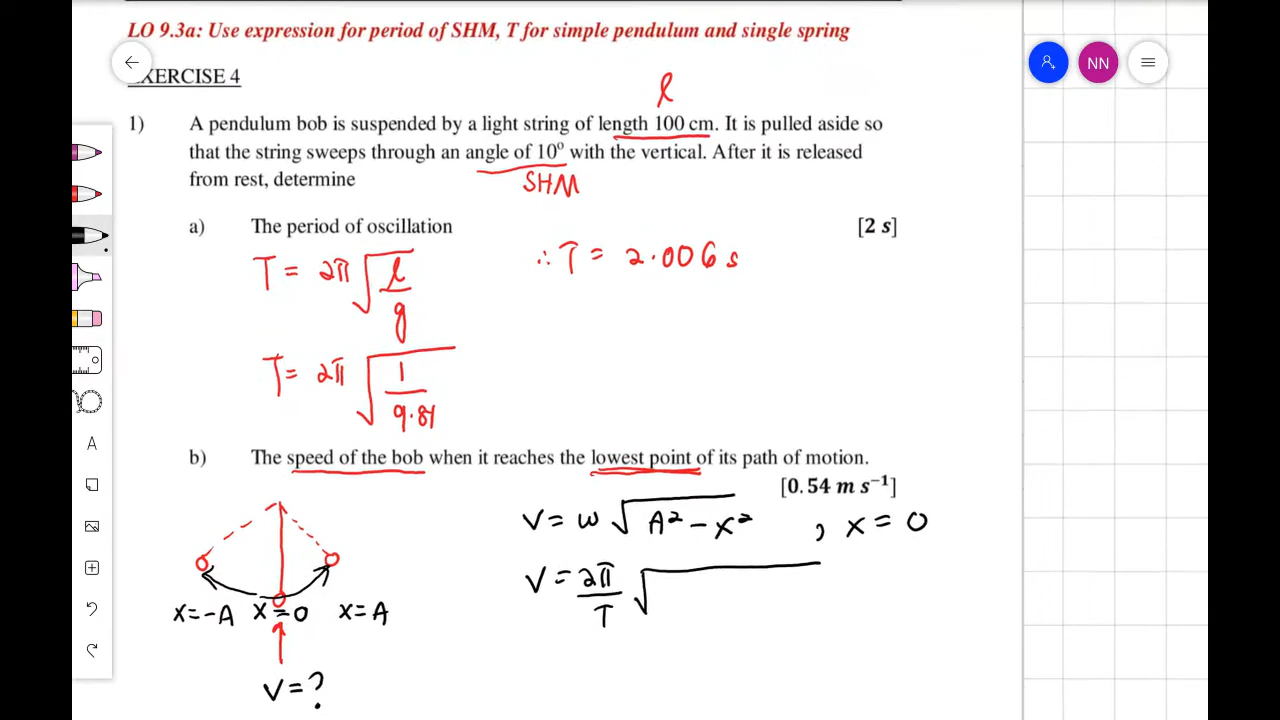 LO 9.3a: Use expression for period of SHM, T for simple pendulum and single spring
XERCISE 4
NN
l
1) A pendulum bob is suspended by a light string of length 100 cm. It is pulled aside so
that the string sweeps through an angle of 10° with the vertical. After it is released
from rest, determine
SHM
a) The period of oscillation [2 s]
T = 2π √(l/g)
∴ T = 2.006 s
T = 2π √(1/9.81)
b) The speed of the bob when it reaches the lowest point of its path of motion.
[0.54 m s⁻¹]
V = ω √(A² - x²) , x = 0
V = 2π/T √
x = -A x = 0 x = A
V = ?
A